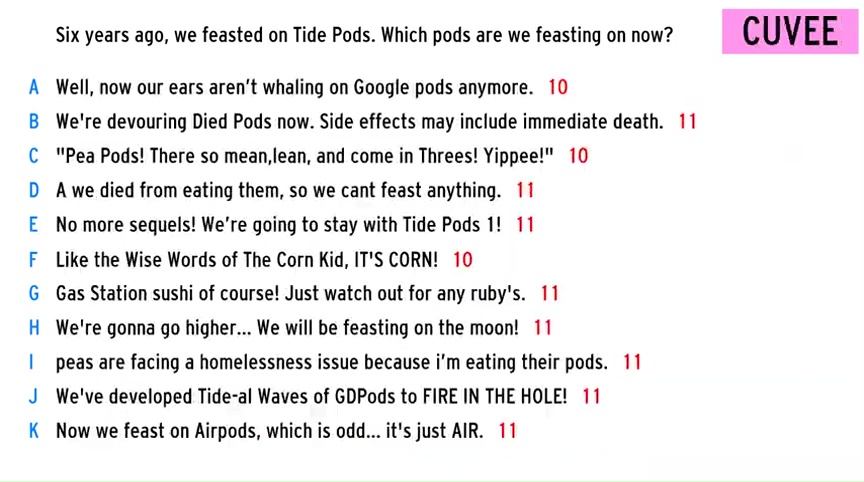 Six years ago, we feasted on Tide Pods. Which pods are we feasting on now?
CUVEE
A Well, now our ears aren't whaling on Google pods anymore. 10
B We're devouring Died Pods now. Side effects may include immediate death. 11
C "Pea Pods! There so mean,lean, and come in Threes! Yippee!" 10
D A we died from eating them, so we cant feast anything. 11
E No more sequels! We're going to stay with Tide Pods 1! 11
F Like the Wise Words of The Corn Kid, IT'S CORN! 10
G Gas Station sushi of course! Just watch out for any ruby's. 11
H We're gonna go higher... We will be feasting on the moon! 11
I peas are facing a homelessness issue because i'm eating their pods. 11
J We've developed Tide-al Waves of GDPods to FIRE IN THE HOLE! 11
K Now we feast on Airpods, which is odd... it's just AIR. 11